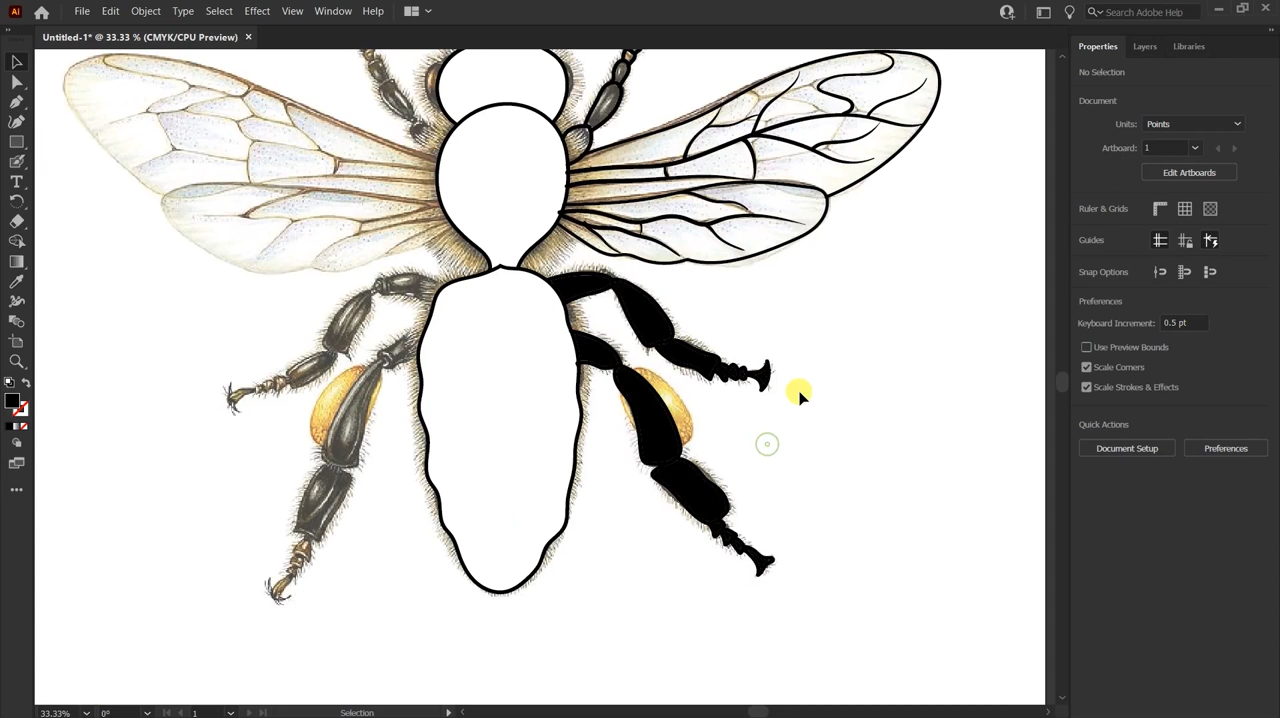 Ai File Edit Object Type Select Effect View Window Help Search Adobe Help
Untitled-1* @ 33.33 % (CMYK/CPU Preview) ×
Properties Layers Libraries
No Selection
Document
Units: Points
Artboard: 1
Edit Artboards
Ruler & Grids
Guides
Snap Options
Preferences
Keyboard Increment: 0.5 pt
Use Preview Bounds
Scale Corners
Scale Strokes & Effects
Quick Actions
Document Setup Preferences
33.33% 0° 1 Selection